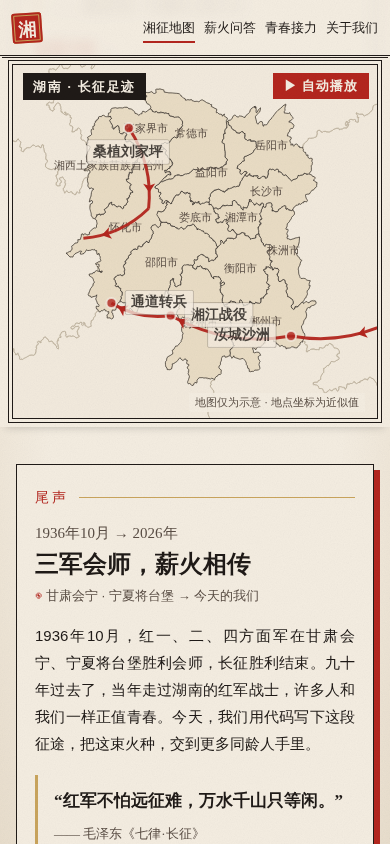 湘
湘征地图 薪火问答 青春接力 关于我们
湖南 · 长征足迹
▶ 自动播放
家界市
常德市
岳阳市
桑植刘家坪
湘西土家族苗族自治州
益阳市
长沙市
怀化市
娄底市
湘潭市
株洲市
邵阳市
衡阳市
通道转兵
湘江战役
郴州市
汝城沙洲
地图仅为示意 · 地点坐标为近似值
尾声
1936年10月 → 2026年
三军会师，薪火相传
甘肃会宁 · 宁夏将台堡 → 今天的我们
1936年10月，红一、二、四方面军在甘肃会
宁、宁夏将台堡胜利会师，长征胜利结束。九十
年过去了，当年走过湖南的红军战士，许多人和
我们一样正值青春。今天，我们用代码写下这段
征途，把这束火种，交到更多同龄人手里。
“红军不怕远征难，万水千山只等闲。”
—— 毛泽东《七律·长征》